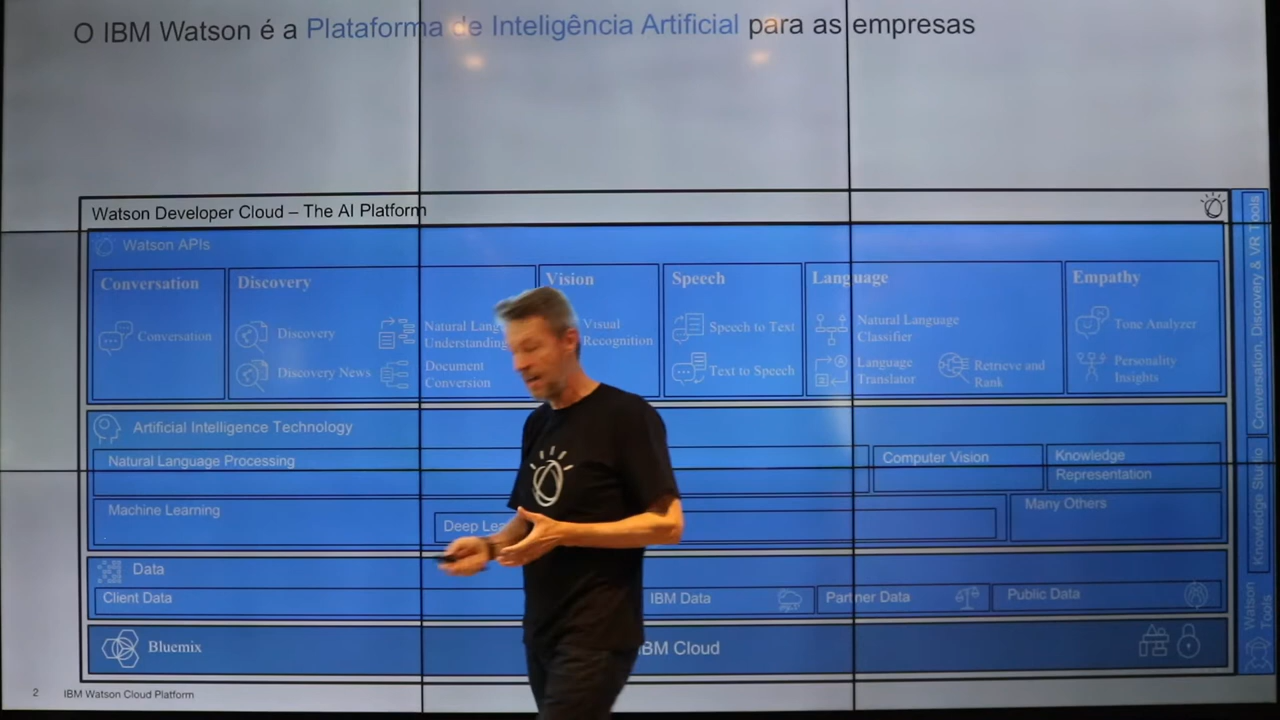 O IBM Watson é a Plataforma de Inteligência Artificial para as empresas
Watson Developer Cloud – The AI Platform
Watson APIs
Conversation
Conversation
Discovery
Discovery
Discovery News
Natural
Understanding
Document
Conversion
Vision
Visual
Recognition
Speech
Speech to Text
Text to Speech
Language
Natural Language
Classifier
Language
Translator
Retrieve and
Rank
Empathy
Tone Analyzer
Personality
Insights
Artificial Intelligence Technology
Natural Language Processing
Computer Vision
Knowledge
Representation
Machine Learning
Deep
Many Others
Data
Client Data
IBM Data
Partner Data
Public Data
Bluemix
IBM Cloud
Conversation, Discovery & VR Tools
Knowledge Studio
Watson
Tools
2 IBM Watson Cloud Platform